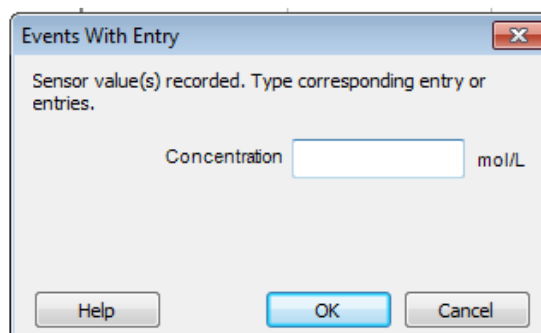 Events With Entry
Sensor value(s) recorded. Type corresponding entry or
entries.
Concentration mol/L
Help OK Cancel